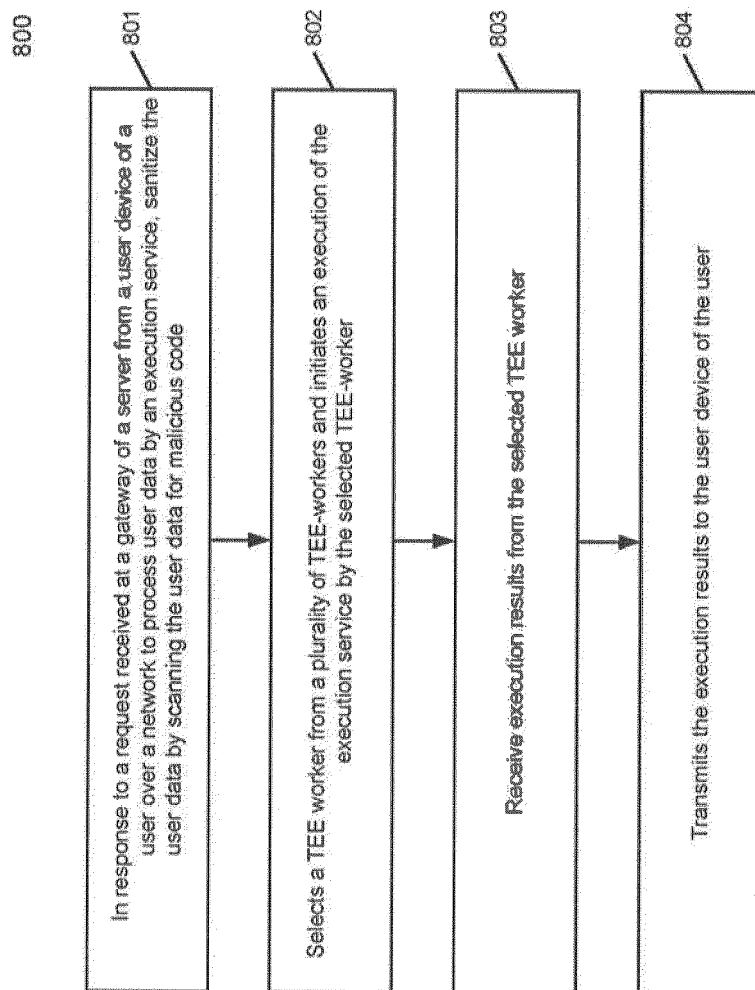 800
In response to a request received at a gateway of a server from a user device of a
user over a network to process user data by an execution service, sanitize the
user data by scanning the user data for malicious code
801
Selects a TEE worker from a plurality of TEE-workers and initiates an execution of the
execution service by the selected TEE-worker
802
Receive execution results from the selected TEE worker
803
Transmits the execution results to the user device of the user
804